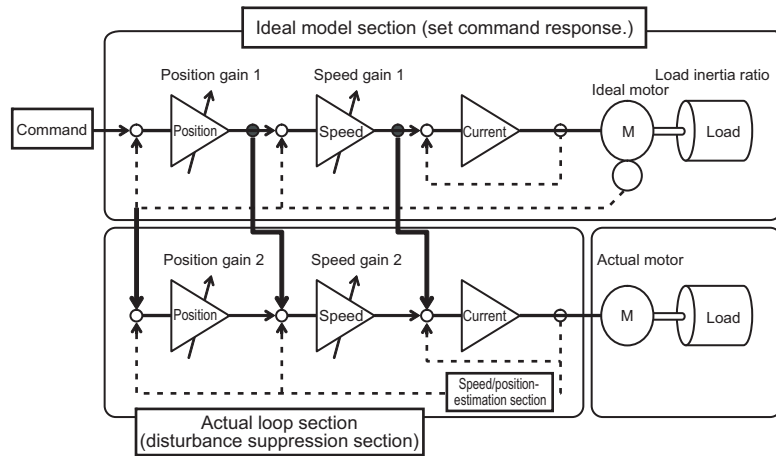 Ideal model section (set command response.)
Position gain 1
Speed gain 1
Load inertia ratio
Ideal motor
Command
Position
Speed
Current
M
Load
Position gain 2
Speed gain 2
Actual motor
Position
Speed
Current
M
Load
Speed/position-
estimation section
Actual loop section
(disturbance suppression section)